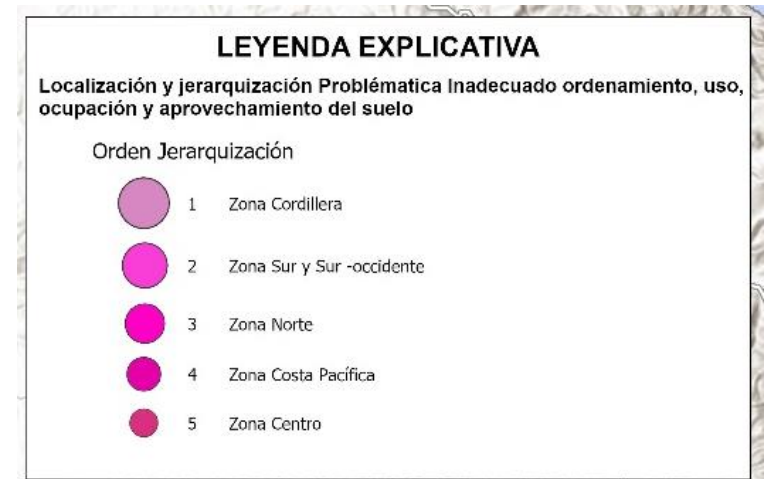 LEYENDA EXPLICATIVA
Localización y jerarquización Problématica Inadecuado ordenamiento, uso,
ocupación y aprovechamiento del suelo
Orden Jerarquización
1 Zona Cordillera
2 Zona Sur y Sur -occidente
3 Zona Norte
4 Zona Costa Pacífica
5 Zona Centro